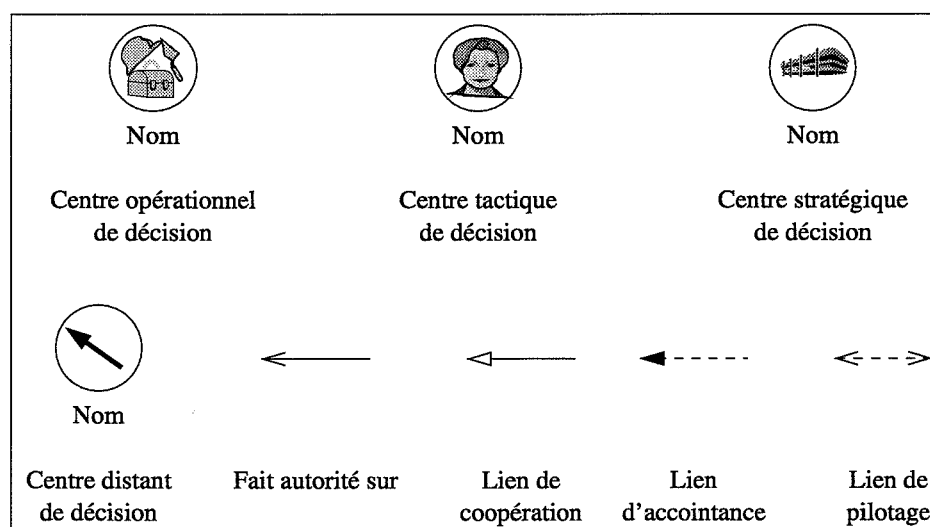 Nom
Nom
Nom
Centre opérationnel
de décision
Centre tactique
de décision
Centre stratégique
de décision
Nom
Centre distant
de décision
Fait autorité sur
Lien de
coopération
Lien
d'accointance
Lien de
pilotage